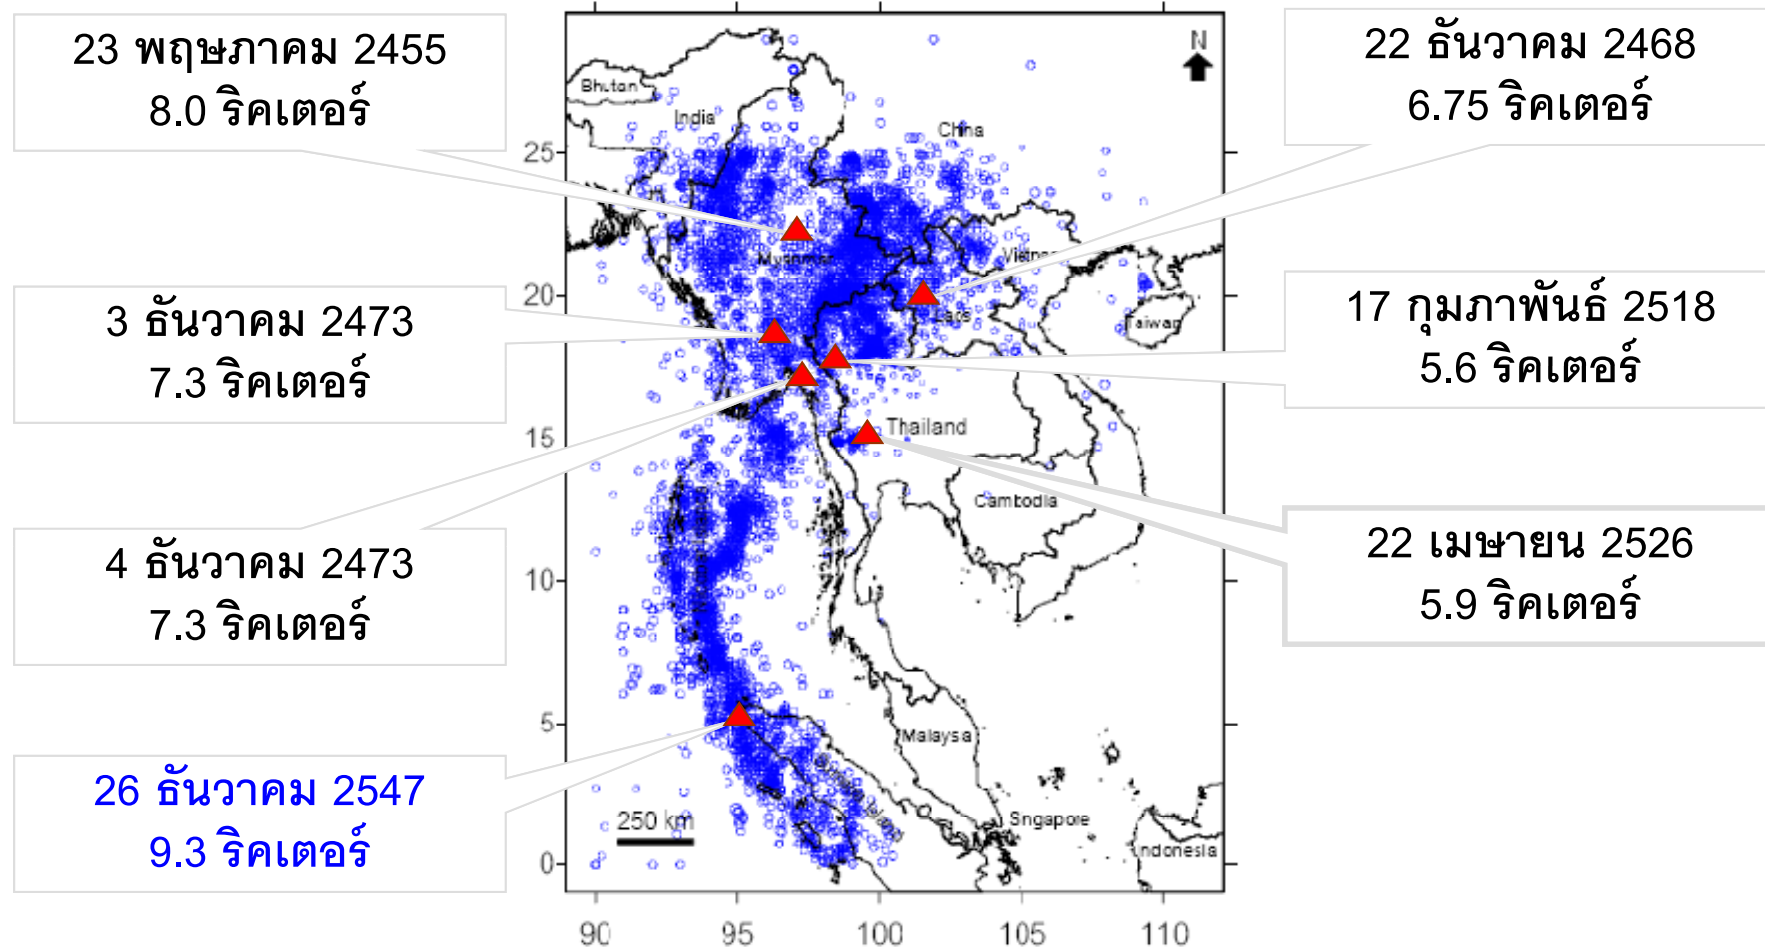 23 พฤษภาคม 2455
8.0 ริคเตอร์
3 ธันวาคม 2473
7.3 ริคเตอร์
4 ธันวาคม 2473
7.3 ริคเตอร์
26 ธันวาคม 2547
9.3 ริคเตอร์
22 ธันวาคม 2468
6.75 ริคเตอร์
17 กุมภาพันธ์ 2518
5.6 ริคเตอร์
22 เมษายน 2526
5.9 ริคเตอร์
N
Bhutan
India
China
Myanmar
Vietnam
Laos
Taiwan
Thailand
Cambodia
Malaysa
Sngapore
Indonesia
250 km
25
20
15
10
5
0
90
95
100
105
110